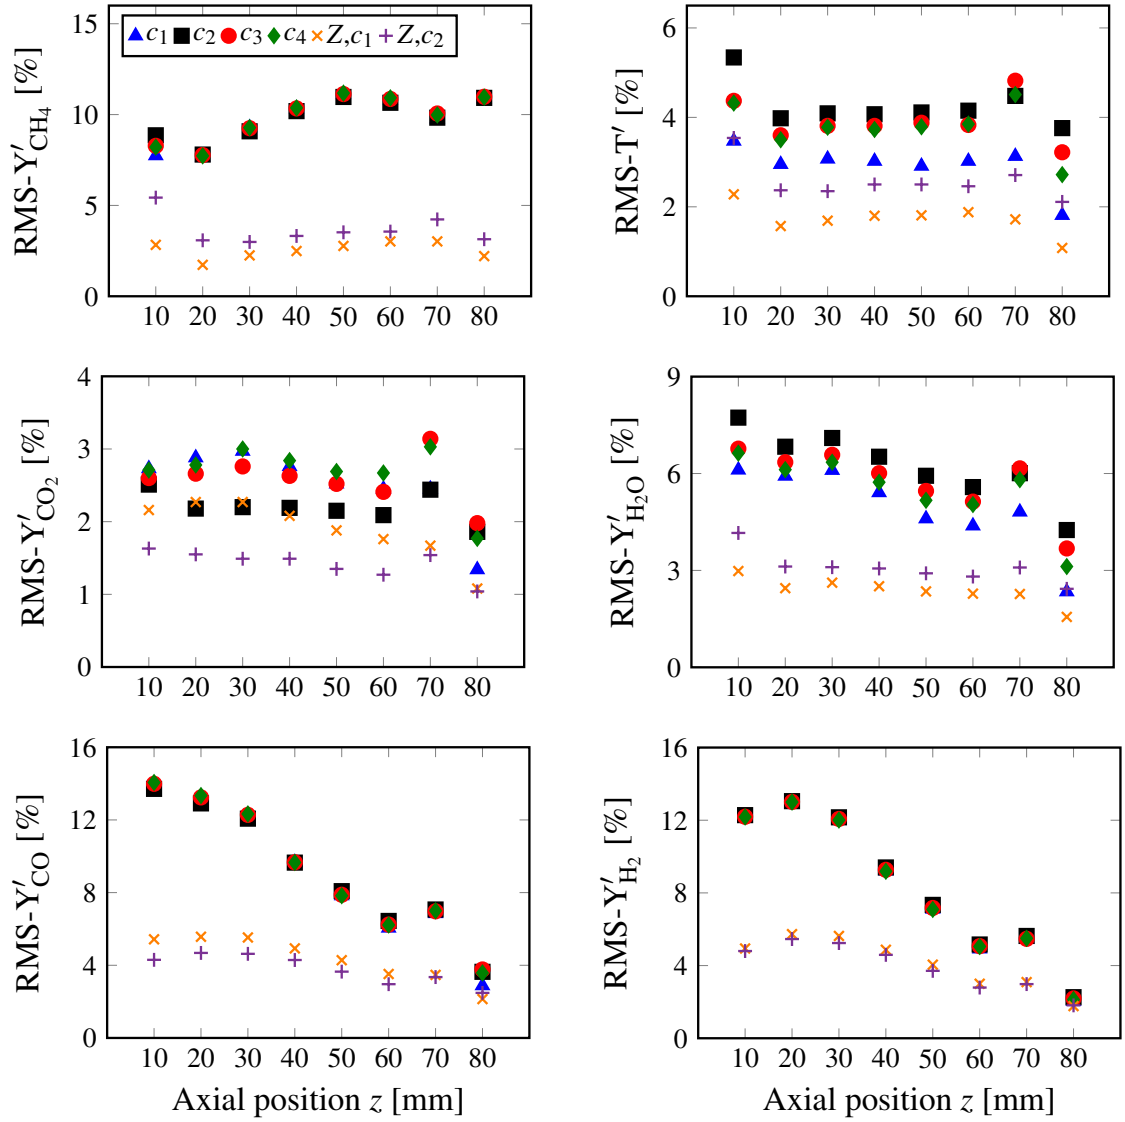 c₁ c₂ c₃ c₄ Z,c₁ Z,c₂
RMS-Y′CH₄ [%]
15
10
5
0
10 20 30 40 50 60 70 80
RMS-T′ [%]
6
4
2
0
10 20 30 40 50 60 70 80
RMS-Y′CO₂ [%]
4
3
2
1
0
10 20 30 40 50 60 70 80
RMS-Y′H₂O [%]
9
6
3
0
10 20 30 40 50 60 70 80
RMS-Y′CO [%]
16
12
8
4
0
10 20 30 40 50 60 70 80
Axial position z [mm]
RMS-Y′H₂ [%]
16
12
8
4
0
10 20 30 40 50 60 70 80
Axial position z [mm]